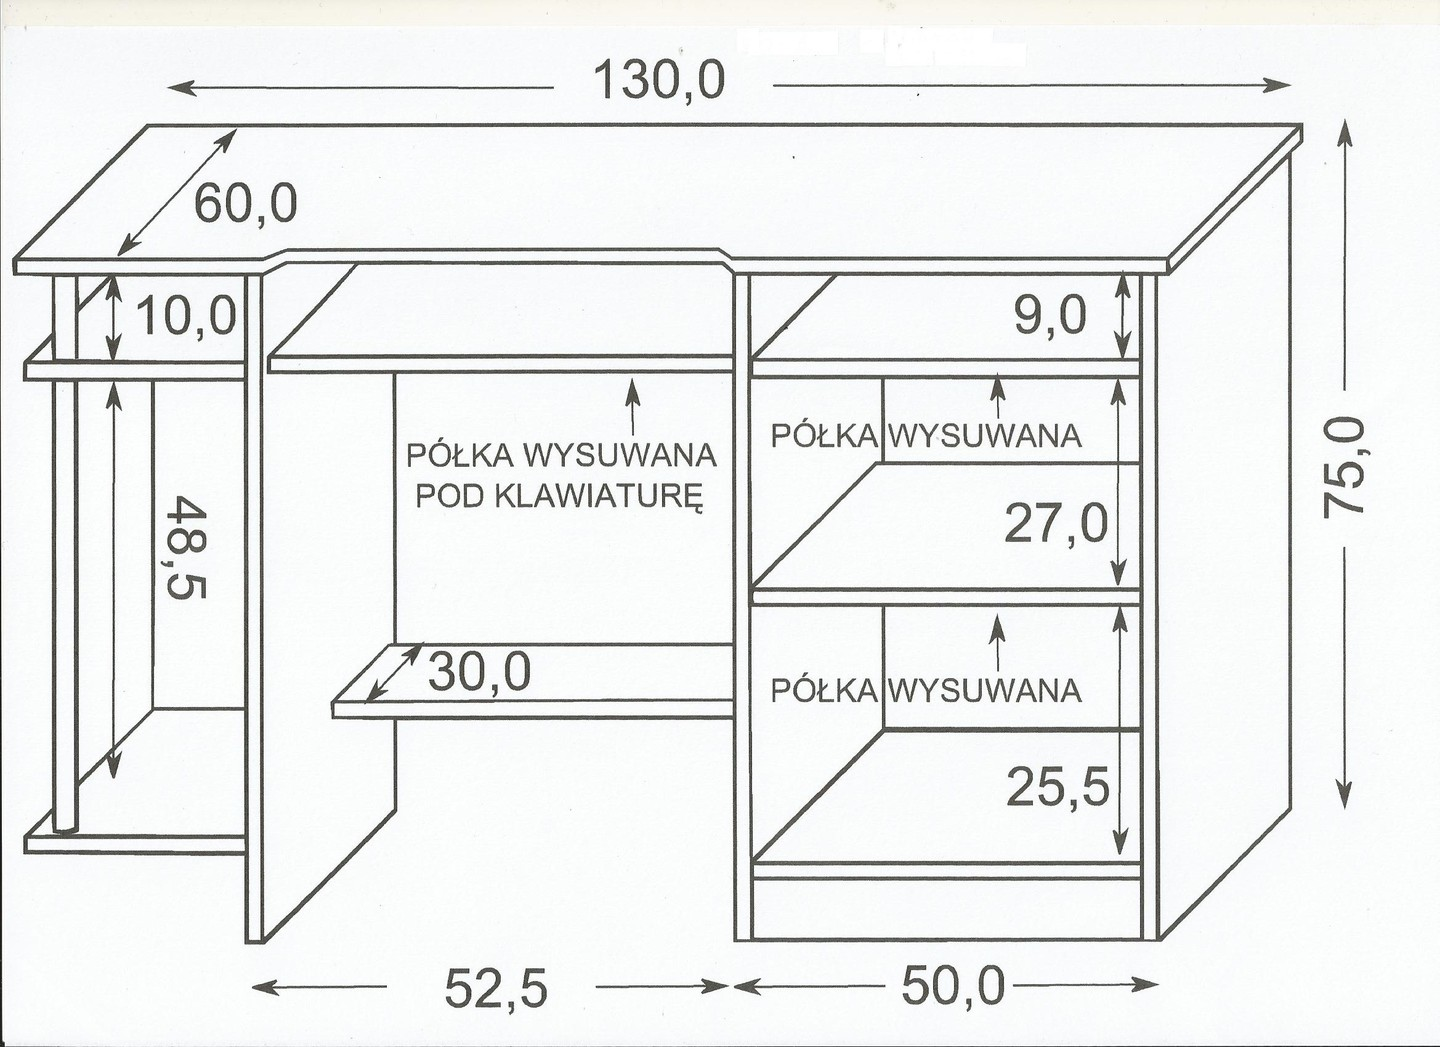 130,0
60,0
10,0
9,0
PÓŁKA WYSUWANA
75,0
PÓŁKA WYSUWANA
POD KLAWIATURĘ
48,5
27,0
30,0
PÓŁKA WYSUWANA
25,5
52,5
50,0